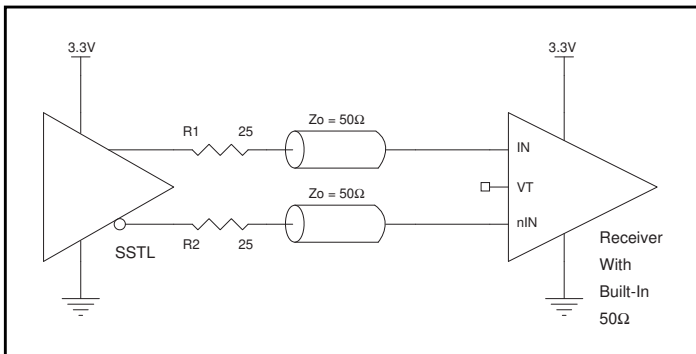 3.3V
3.3V
R1 25
Zo = 50Ω
IN
VT
Zo = 50Ω
nIN
R2 25
SSTL
Receiver
With
Built-In
50Ω